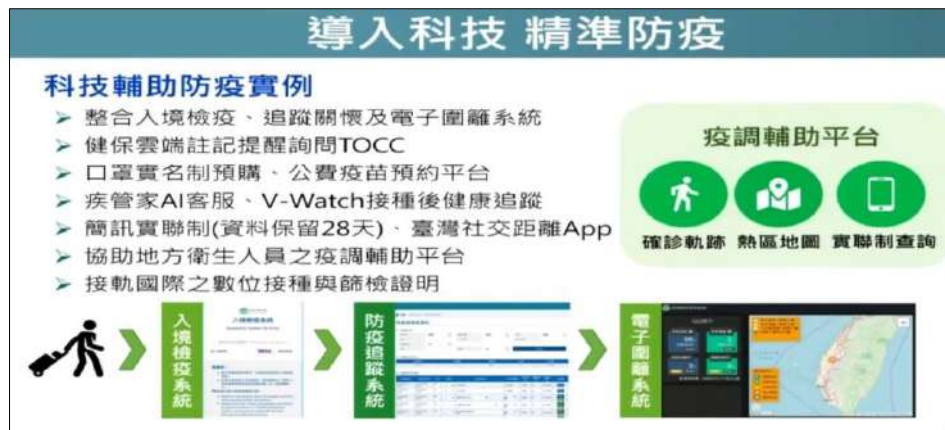 導入科技 精準防疫
科技輔助防疫實例
➤ 整合入境檢疫、追蹤關懷及電子圍籬系統
➤ 健保雲端註記提醒詢問TOCC
➤ 口罩實名制預購、公費疫苗預約平台
➤ 疾管家AI客服、V-Watch接種後健康追蹤
➤ 簡訊實聯制(資料保留28天)、臺灣社交距離App
➤ 協助地方衛生人員之疫調輔助平台
➤ 接軌國際之數位接種與篩檢證明
疫調輔助平台
確診軌跡 熱區地圖 實聯制查詢
入境檢疫系統
入境檢疫系統
防疫追蹤系統
電子圍籬系統